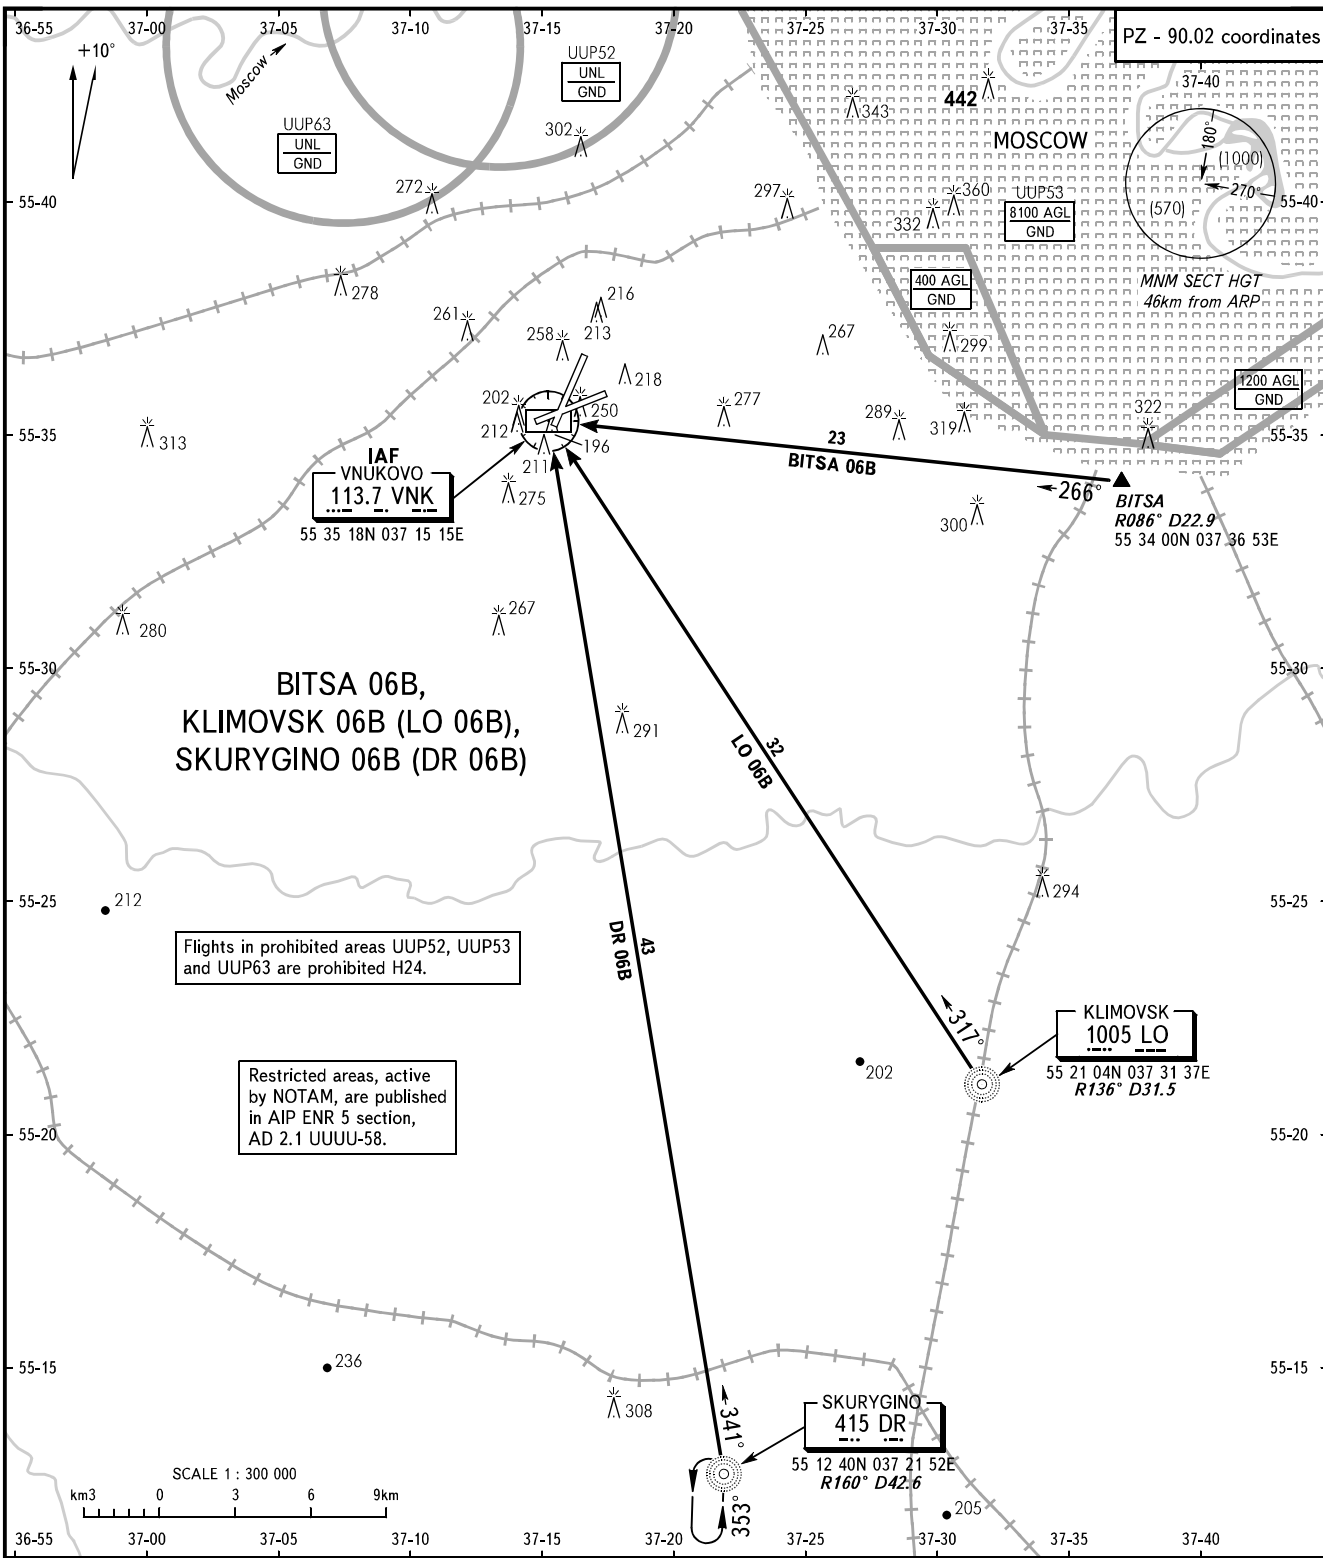 36-55
37-00
37-05
37-10
37-15
37-20
37-30
37-35
PZ - 90.02 coordinates
37-40
+10°
Moscow
UUP52
UNL
GND
UUP63
UNL
GND
302
272
442
343
MOSCOW
297
360
332
UUP53
8100 AGL
GND
180°
(1000)
270°
(570)
55-40
55-40
MNM SECT HGT
46km from ARP
400 AGL
GND
278
261
216
213
258
267
299
218
1200 AGL
GND
202
250
277
289
319
322
212
196
211
313
55-35
55-35
23
BITSA 06B
266°
BITSA
R086° D22.9
55 34 00N 037 36 53E
IAF
VNUKOVO
113.7 VNK
55 35 18N 037 15 15E
275
300
280
267
55-30
55-30
BITSA 06B,
KLIMOVSK 06B (LO 06B),
SKURYGINO 06B (DR 06B)
291
32
LO 06B
294
55-25
55-25
212
43
DR 06B
Flights in prohibited areas UUP52, UUP53
and UUP63 are prohibited H24.
317°
KLIMOVSK
1005 LO
55 21 04N 037 31 37E
R136° D31.5
202
Restricted areas, active
by NOTAM, are published
in AIP ENR 5 section,
AD 2.1 UUUU-58.
55-20
55-20
236
55-15
55-15
308
341°
SKURYGINO
415 DR
55 12 40N 037 21 52E
R160° D42.6
353°
205
SCALE 1 : 300 000
km3
0
3
6
9km
36-55
37-00
37-05
37-10
37-15
37-20
37-25
37-30
37-35
37-40